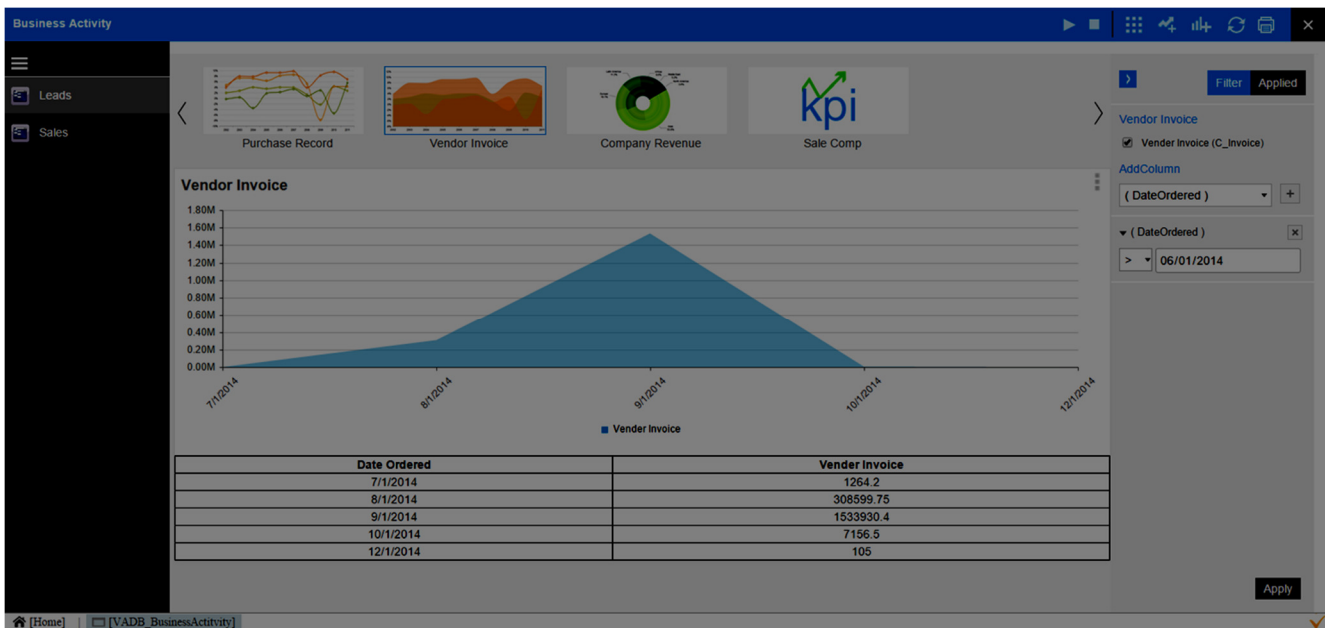 Business Activity
Leads
Sales
Purchase Record
Vendor Invoice
Company Revenue
kpi
Sale Comp
Filter Applied
Vendor Invoice
Vender Invoice (C_Invoice)
AddColumn
( DateOrdered )
+
( DateOrdered )
x
> 06/01/2014
Vendor Invoice
1.80M
1.60M
1.40M
1.20M
1.00M
0.80M
0.60M
0.40M
0.20M
0.00M
7/1/2014 8/1/2014 9/1/2014 10/1/2014 12/1/2014
Vender Invoice
Date Ordered Vender Invoice
7/1/2014 1264.2
8/1/2014 308599.75
9/1/2014 1533930.4
10/1/2014 7156.5
12/1/2014 105
Apply
[Home] | [VADB_BusinessActitvity]